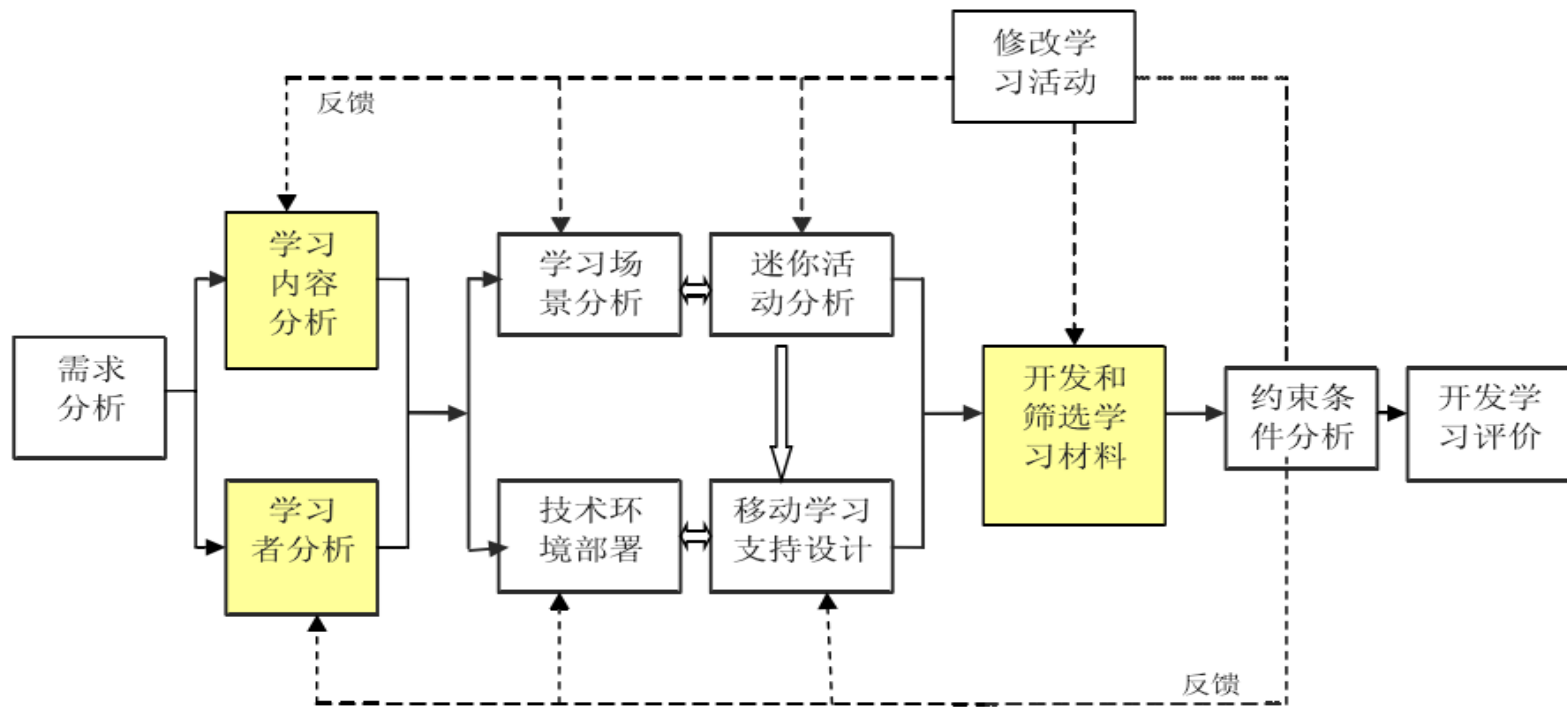 修改学
习活动
反馈
学习
内容
分析
学习场
景分析
迷你活
动分析
需求
分析
开发和
筛选学
习材料
约束条
件分析
开发学
习评价
学习
者分析
技术环
境部署
移动学习
支持设计
反馈